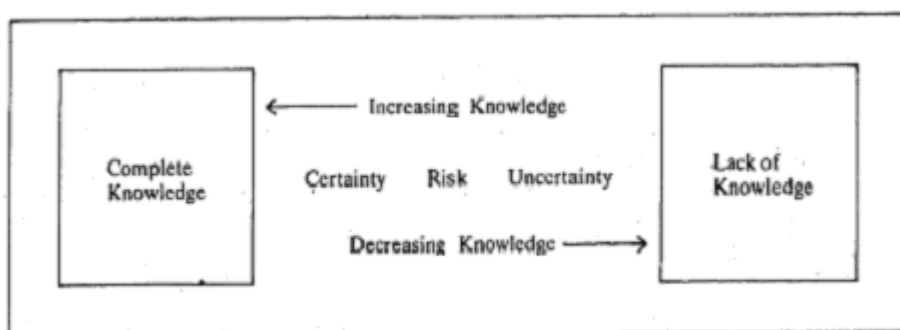 Increasing Knowledge
Complete
Knowledge
Certainty Risk Uncertainty
Lack of
Knowledge
Decreasing Knowledge